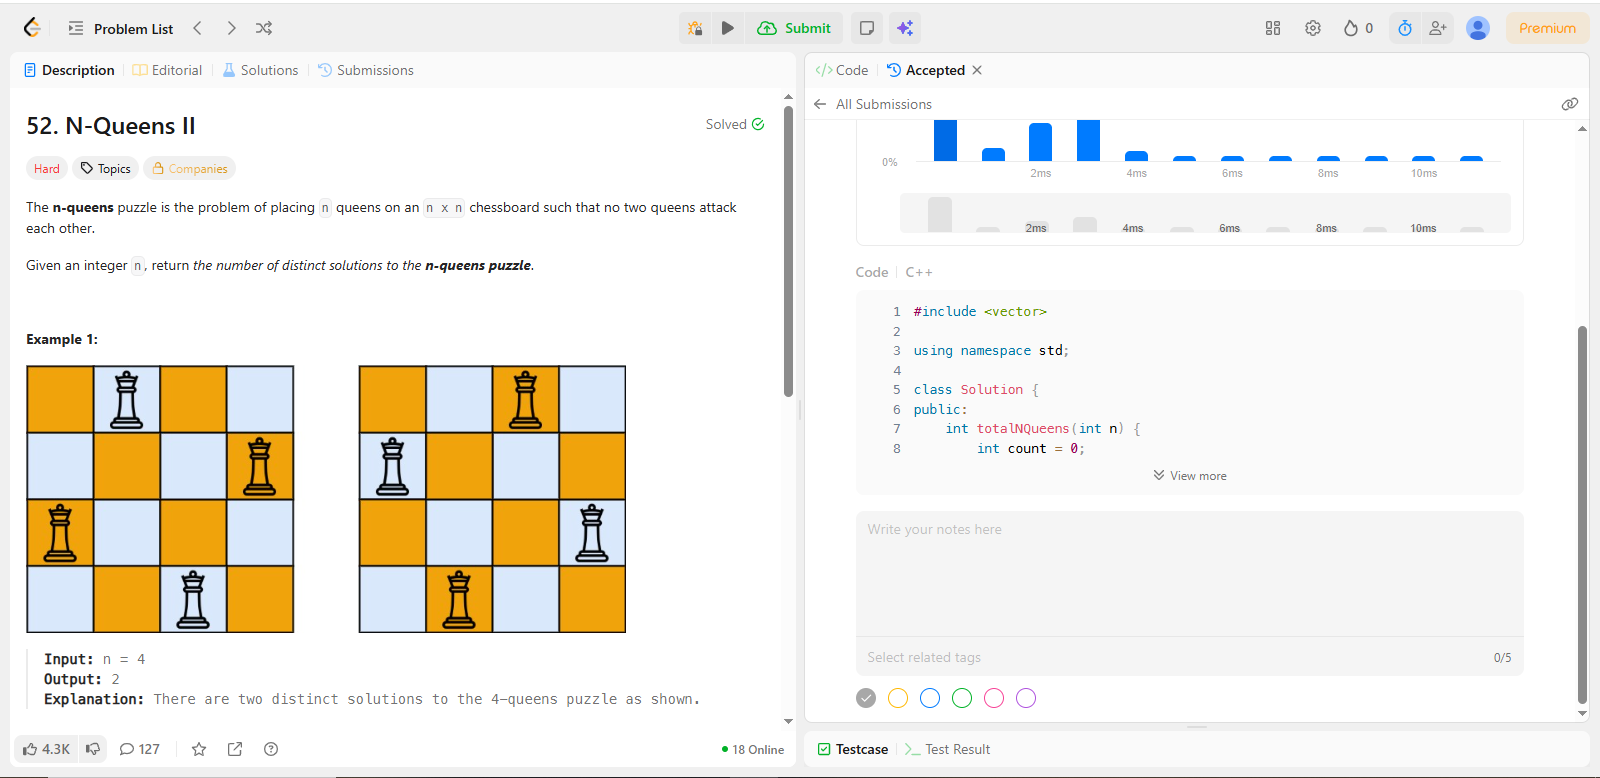 Problem List
Submit
0
Premium
Description
Editorial
Solutions
Submissions
52. N-Queens II
Solved
Hard
Topics
Companies
The n-queens puzzle is the problem of placing n queens on an n x n chessboard such that no two queens attack
each other.
Given an integer n, return the number of distinct solutions to the n-queens puzzle.
Example 1:
Input: n = 4
Output: 2
Explanation: There are two distinct solutions to the 4-queens puzzle as shown.
4.3K
127
18 Online
Code
Accepted
All Submissions
0%
2ms 4ms 6ms 8ms 10ms
2ms 4ms 6ms 8ms 10ms
Code C++
1 #include <vector>
2
3 using namespace std;
4
5 class Solution {
6 public:
7 int totalNQueens(int n) {
8 int count = 0;
View more
Write your notes here
Select related tags 0/5
Testcase
Test Result